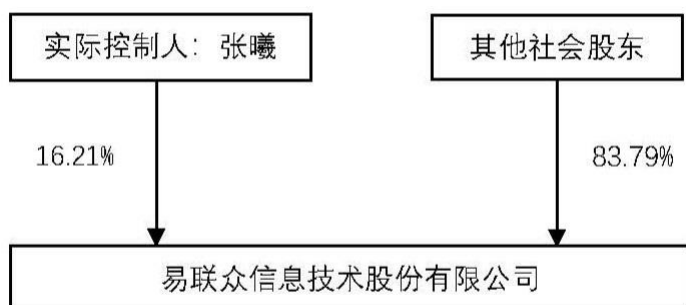 实际控制人：张曦
其他社会股东
16.21%
83.79%
易联众信息技术股份有限公司